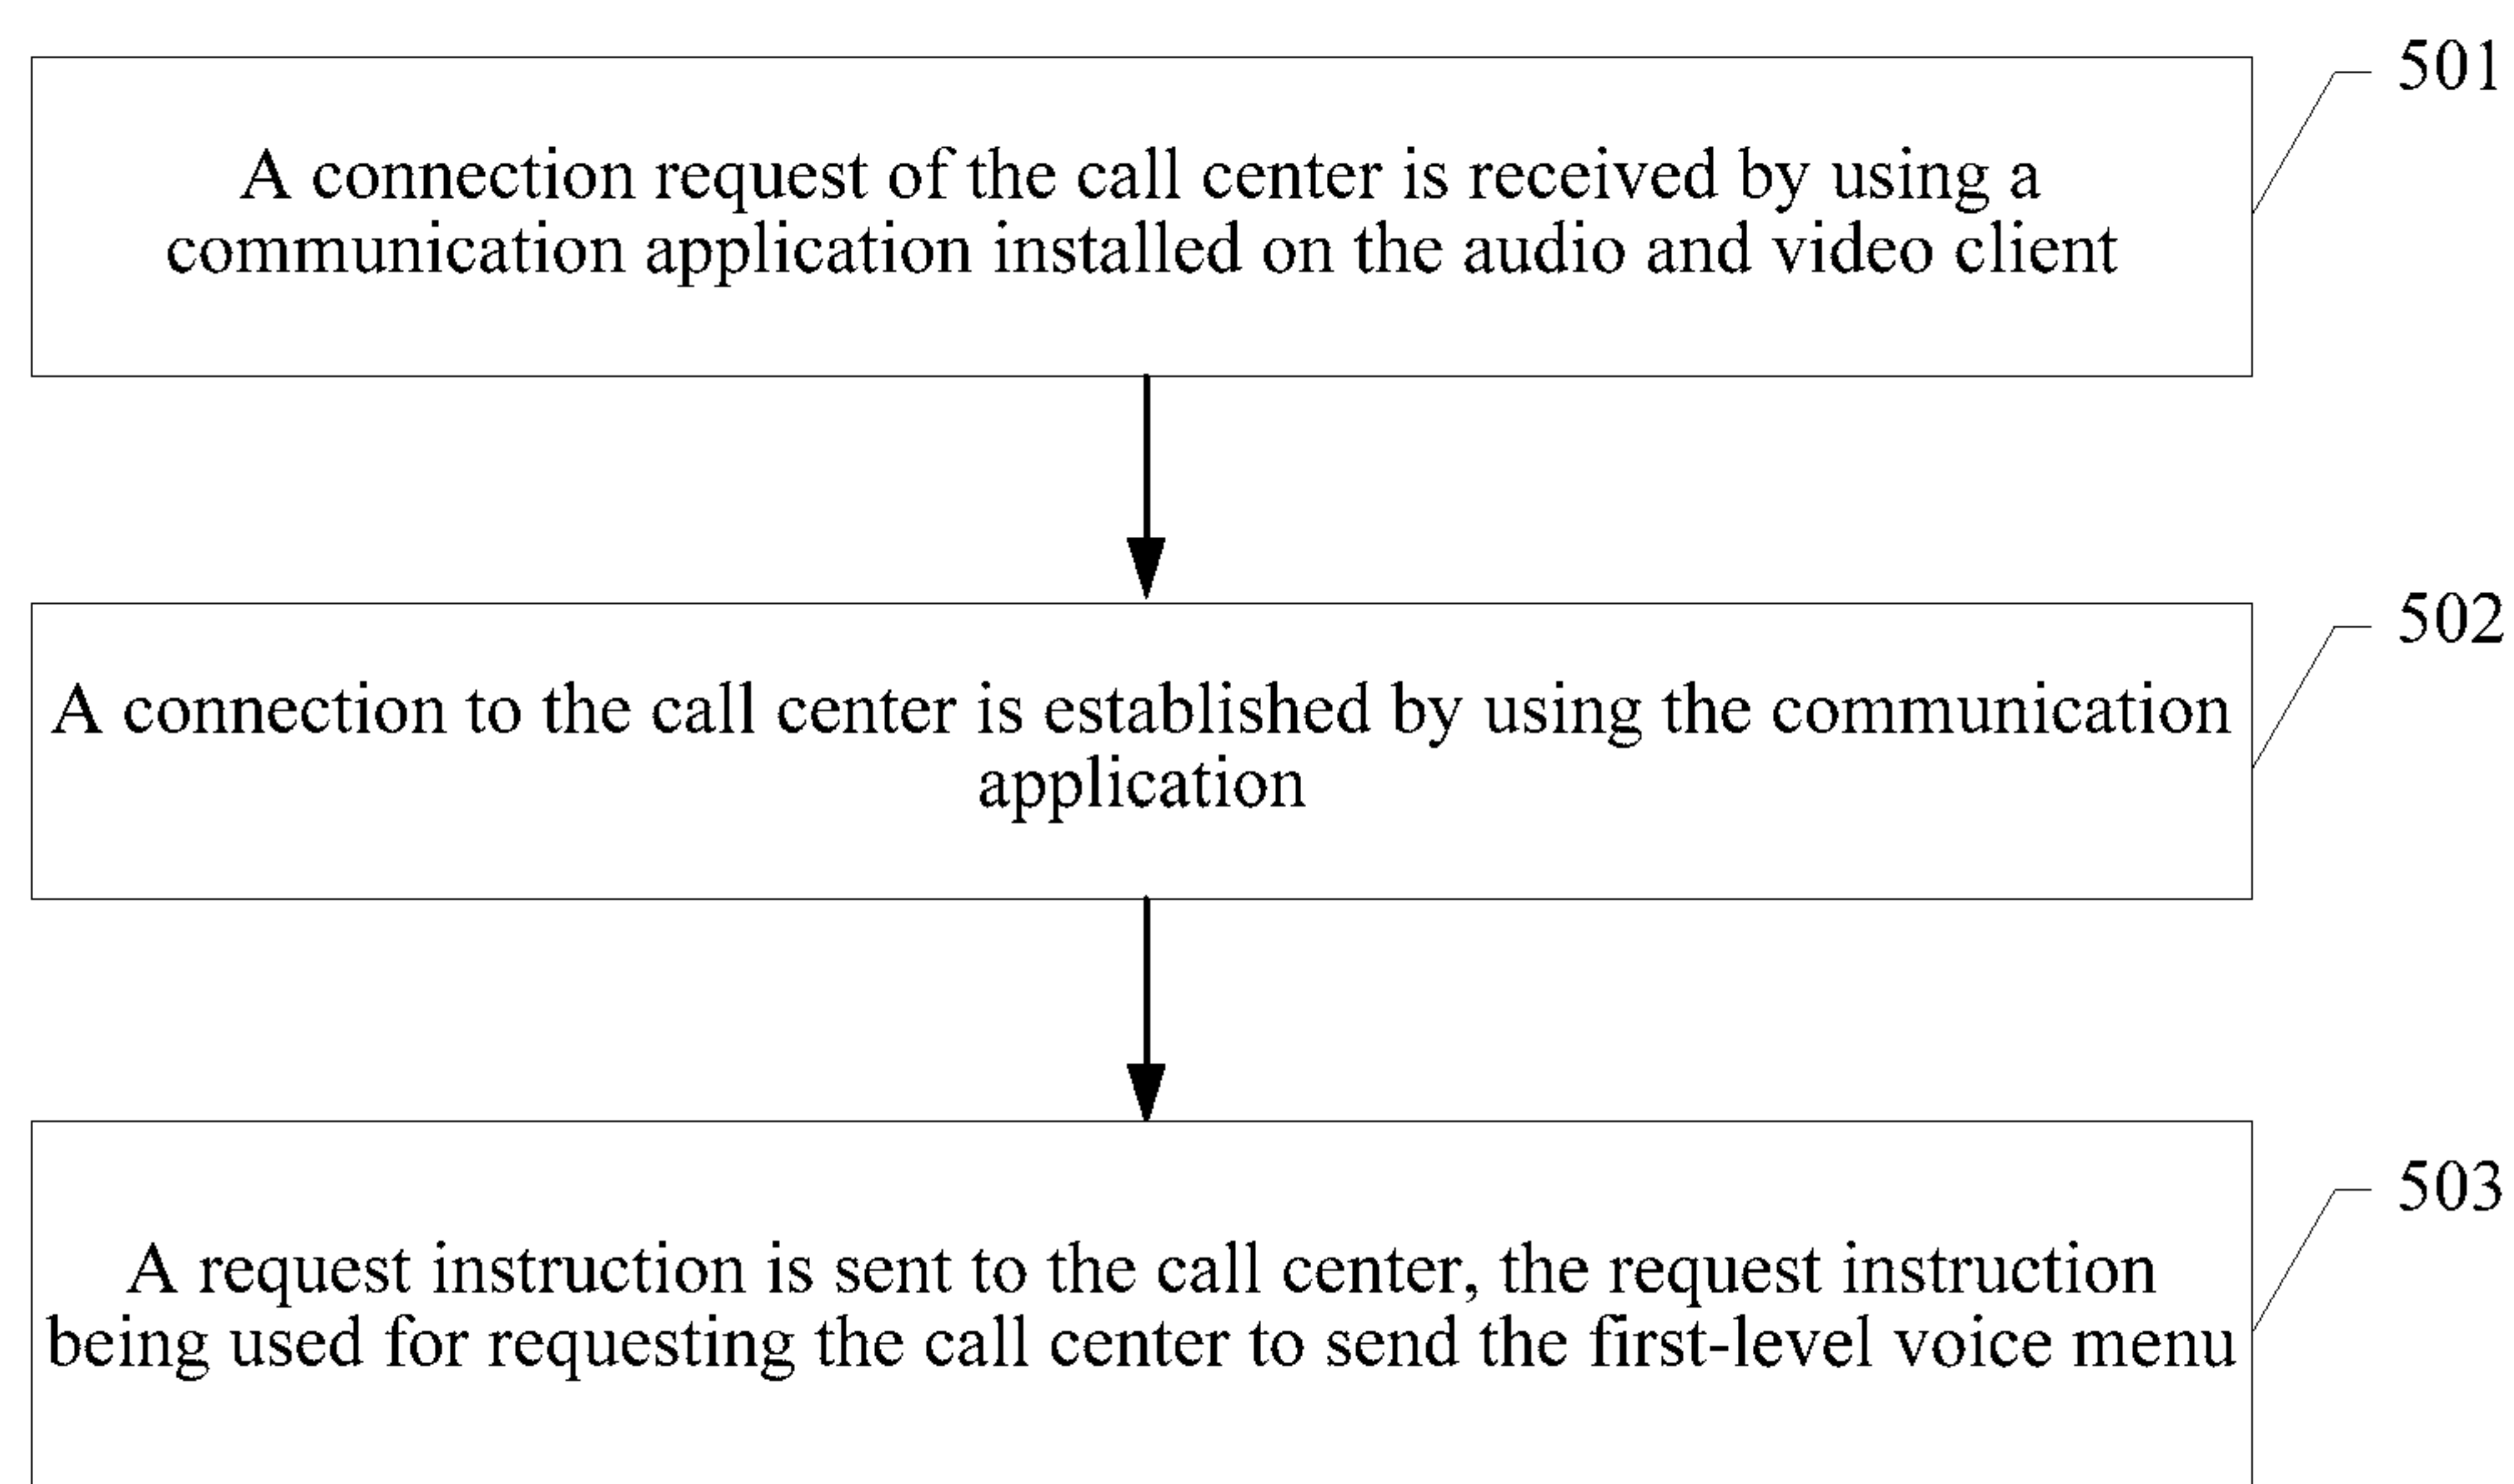 501
A connection request of the call center is received by using a
communication application installed on the audio and video client
502
A connection to the call center is established by using the communication
application
503
A request instruction is sent to the call center, the request instruction
being used for requesting the call center to send the first-level voice menu